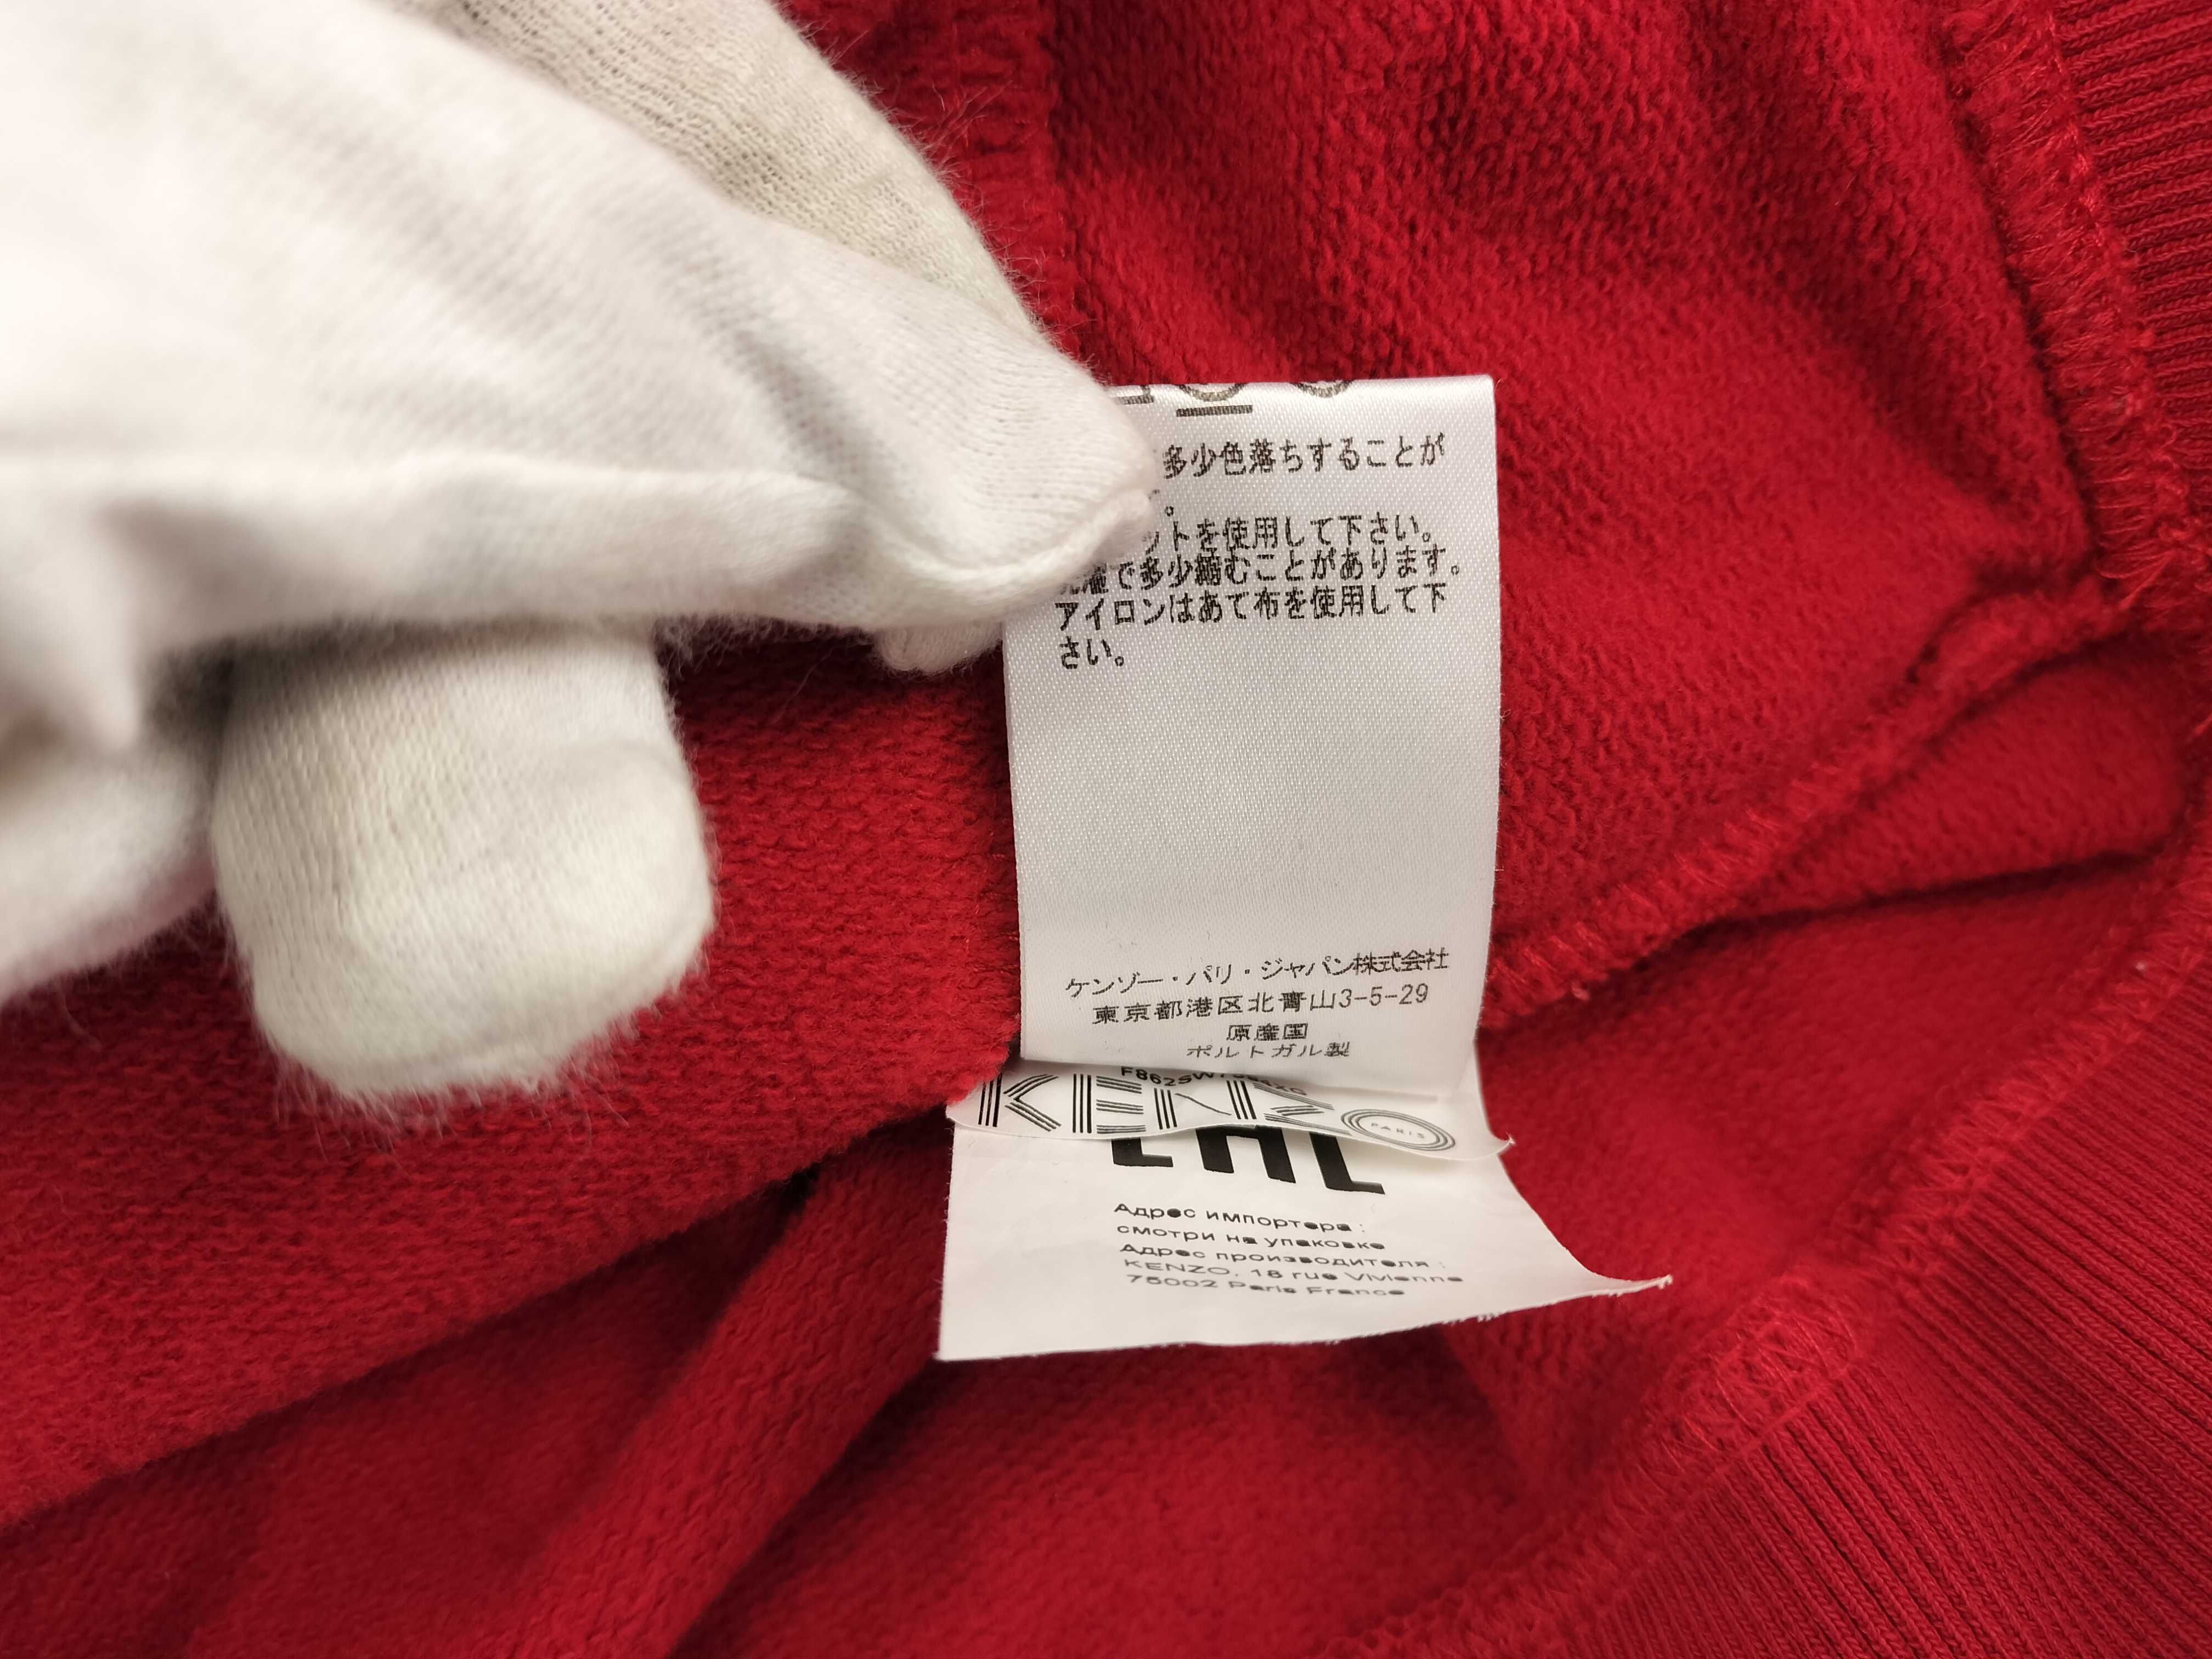 多少色落ちすることが
。
ットを使用して下さい。
洗濯で多少縮むことがあります。
アイロンはあて布を使用して下
さい。
ケンゾー・パリ・ジャパン株式会社
東京都港区北青山3-5-29
原産国
ポルトガル製
KENZO
PARIS
EAC
Адрес импортера :
смотри на упаковке
Адрес производителя :
KENZO, 18 rue Vivienne
75002 Paris France